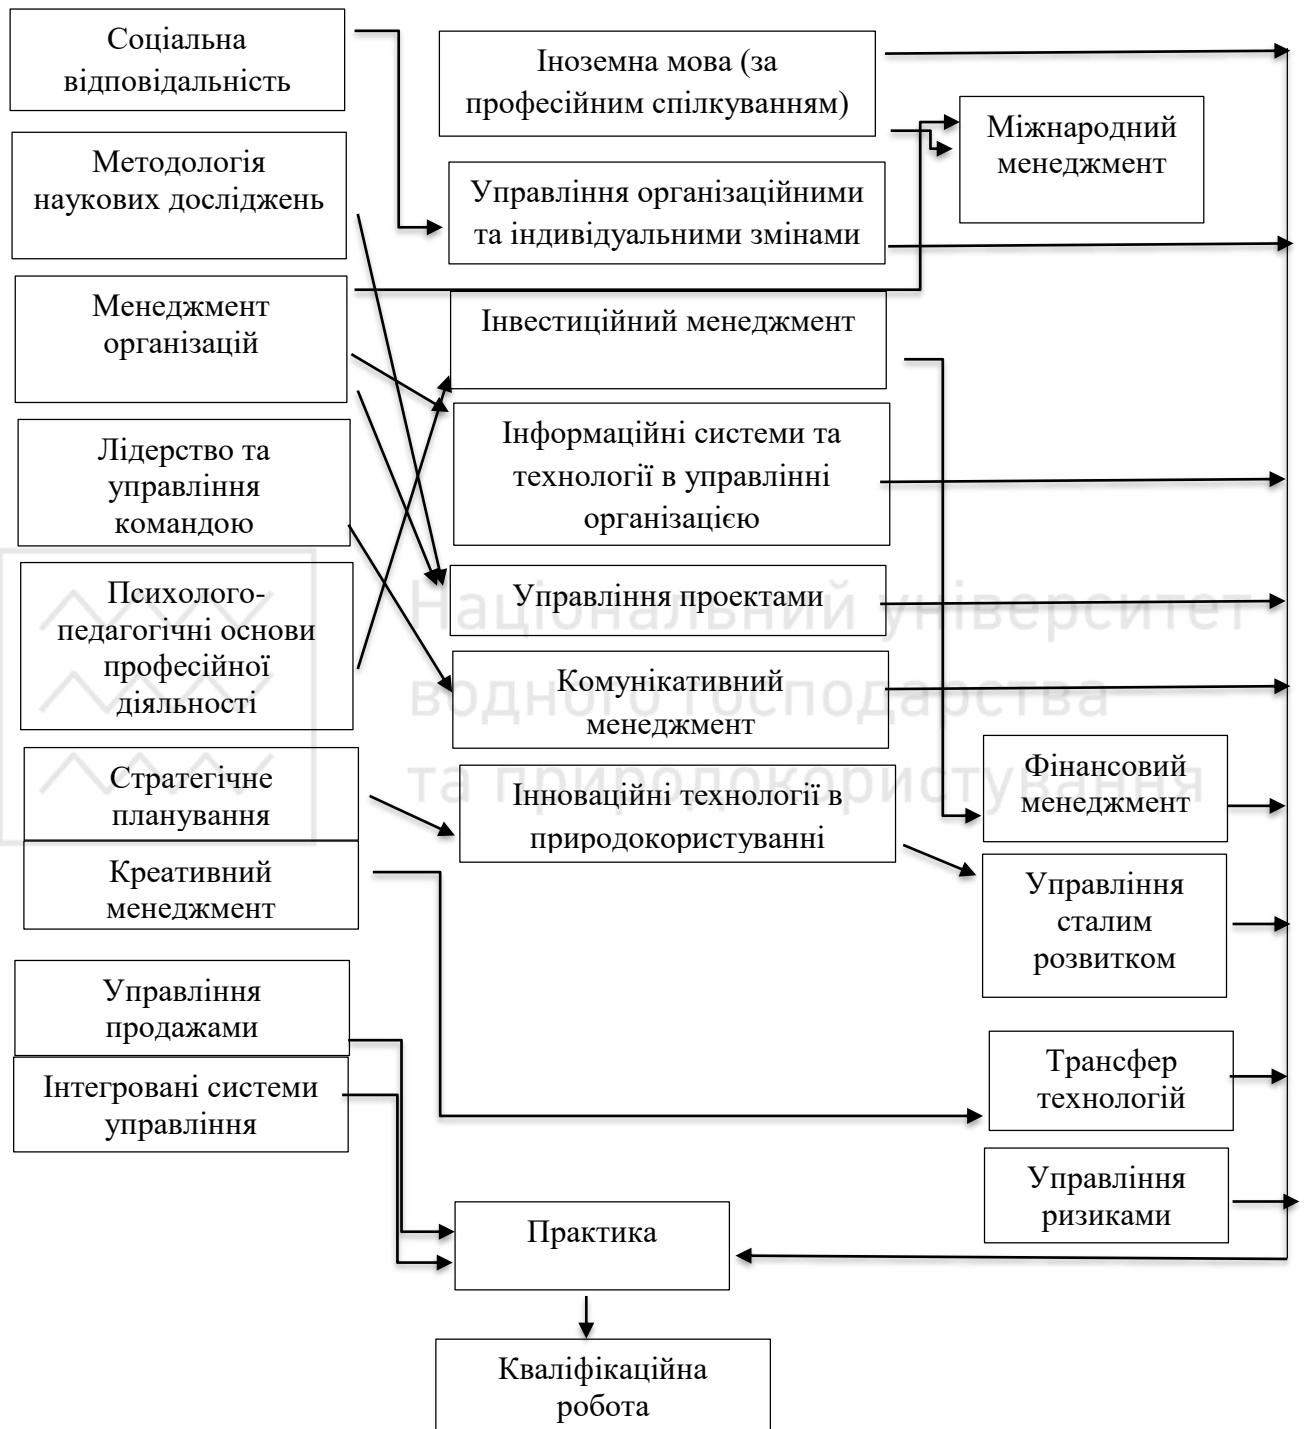 Соціальна
відповідальність
Іноземна мова (за
професійним спілкуванням)
Міжнародний
менеджмент
Методологія
наукових досліджень
Управління організаційними
та індивідуальними змінами
Менеджмент
організацій
Інвестиційний менеджмент
Лідерство та
управління
командою
Інформаційні системи та
технології в управлінні
організацією
Психолого-
педагогічні основи
професійної
діяльності
Управління проектами
Комунікативний
менеджмент
Національний університет
водного господарства
та природокористування
Стратегічне
планування
Інноваційні технології в
природокористуванні
Фінансовий
менеджмент
Креативний
менеджмент
Управління
сталим
розвитком
Управління
продажами
Інтегровані системи
управління
Трансфер
технологій
Управління
ризиками
Практика
Кваліфікаційна
робота